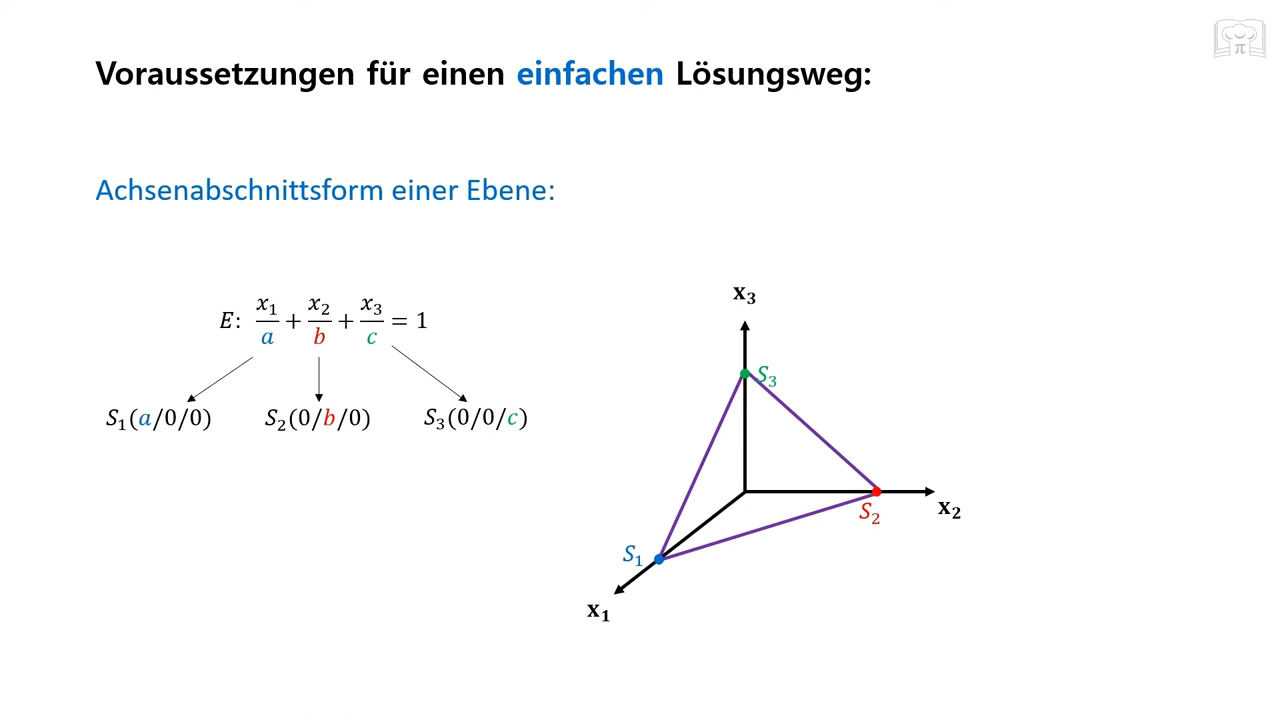 Voraussetzungen für einen einfachen Lösungsweg:
Achsenabschnittsform einer Ebene:
E: x₁/a + x₂/b + x₃/c = 1
S₁(a/0/0) S₂(0/b/0) S₃(0/0/c)
x₃
S₃
S₂
x₂
S₁
x₁
π